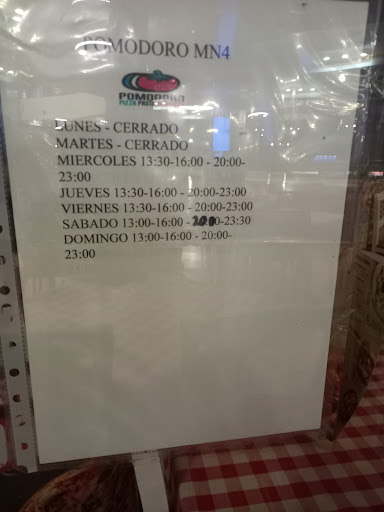 POMODORO MN4
POMODORO
PIZZA PASTA
LUNES - CERRADO
MARTES - CERRADO
MIERCOLES 13:30-16:00 - 20:00-
23:00
JUEVES 13:30-16:00 - 20:00-23:00
VIERNES 13:30-16:00 - 20:00-23:00
SABADO 13:00-16:00 - 20:00-23:30
DOMINGO 13:00-16:00 - 20:00-
23:00